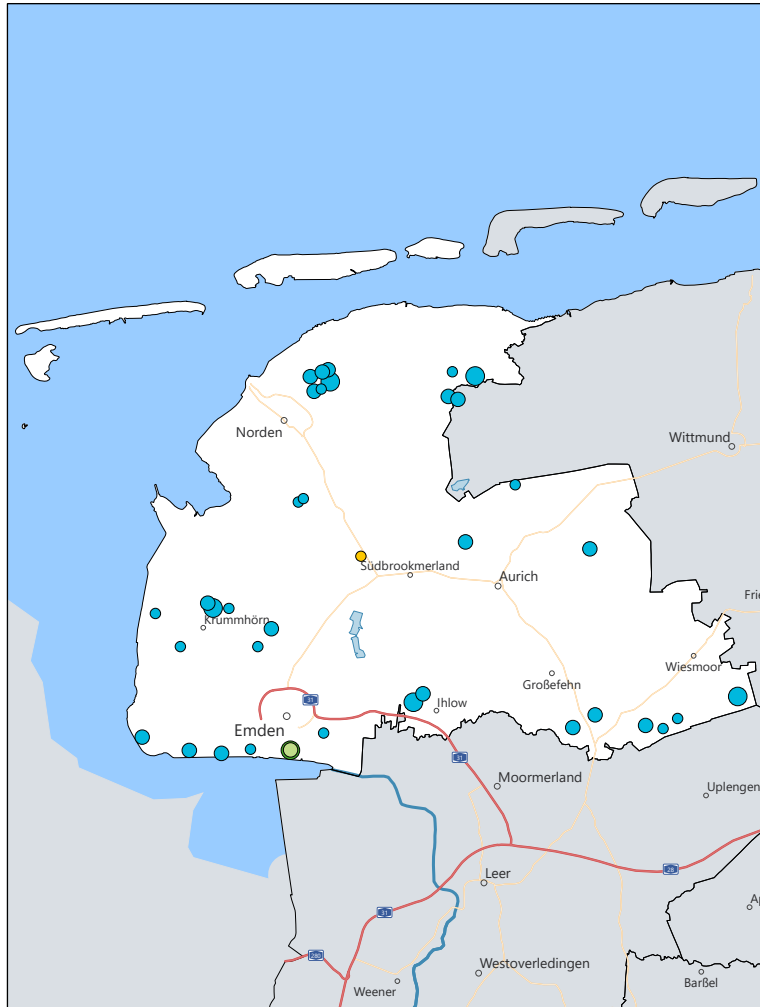 Norden
Wittmund
Südbrookmerland
Aurich
Frie
Krummhörn
Wiesmoor
Großefehn
31
Ihlow
Emden
31
Moormerland
Uplengen
28
Leer
Ap
31
280
Westoverledingen
Weener
Barßel